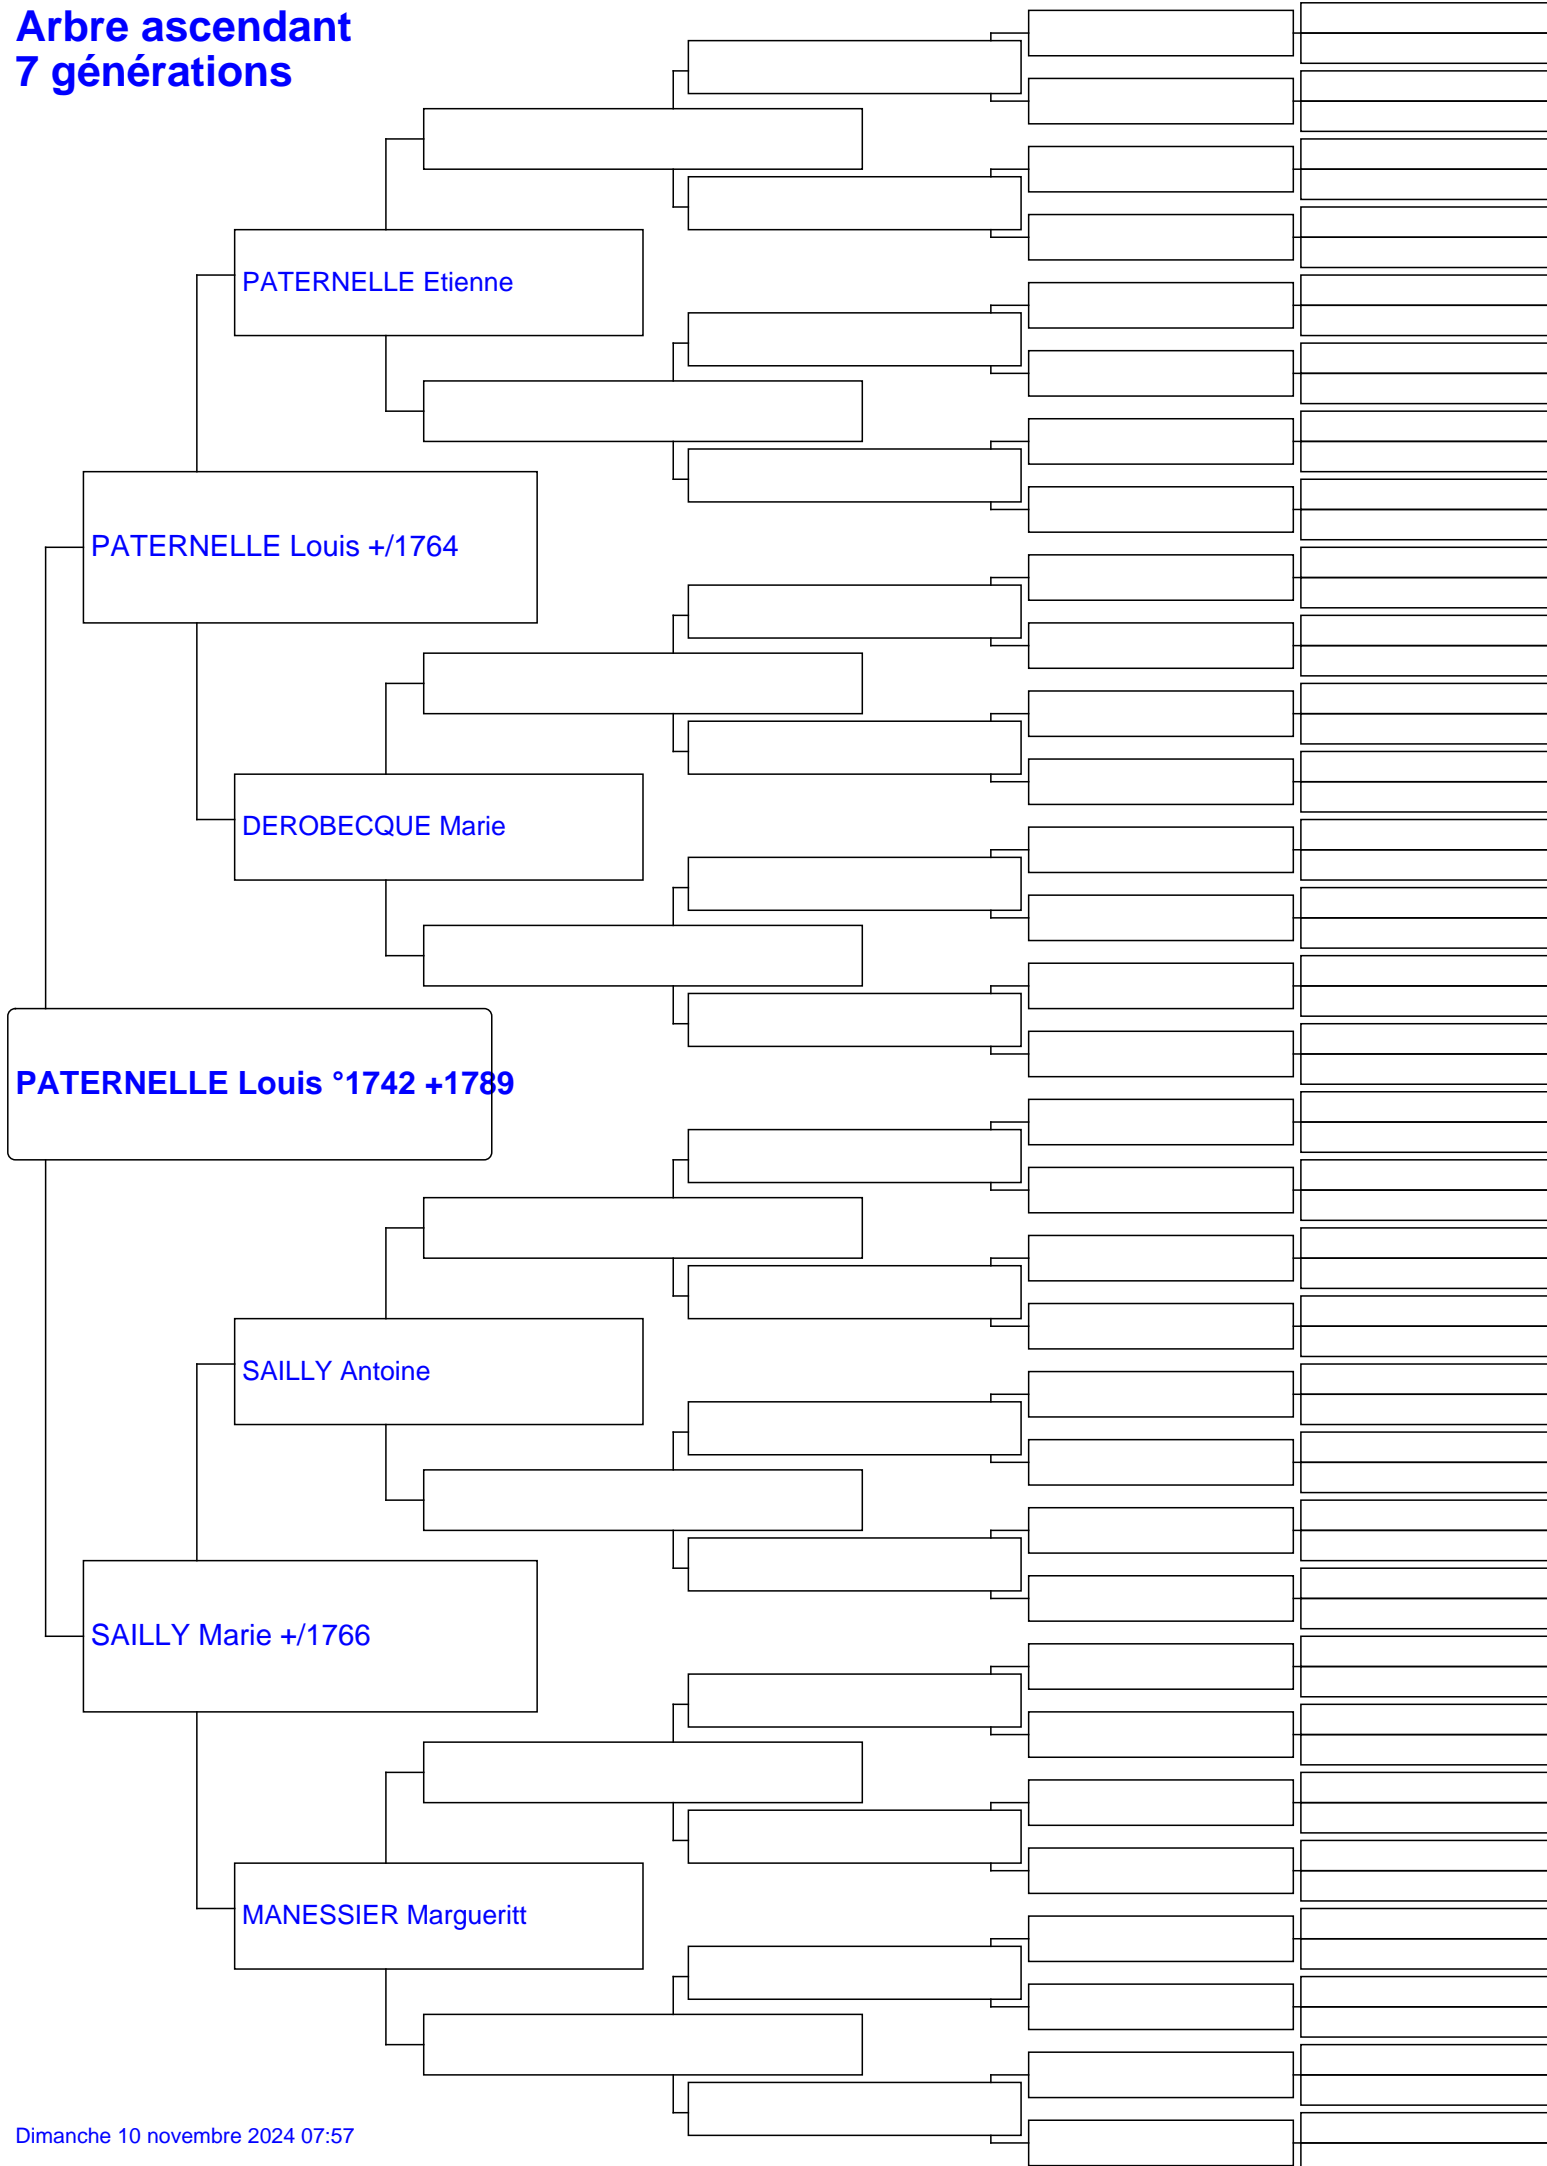 Arbre ascendant
7 générations
PATERNELLE Etienne
PATERNELLE Louis +/1764
DEROBECQUE Marie
PATERNELLE Louis °1742 +1789
SAILLY Antoine
SAILLY Marie +/1766
MANESSIER Margueritt
Dimanche 10 novembre 2024 07:57